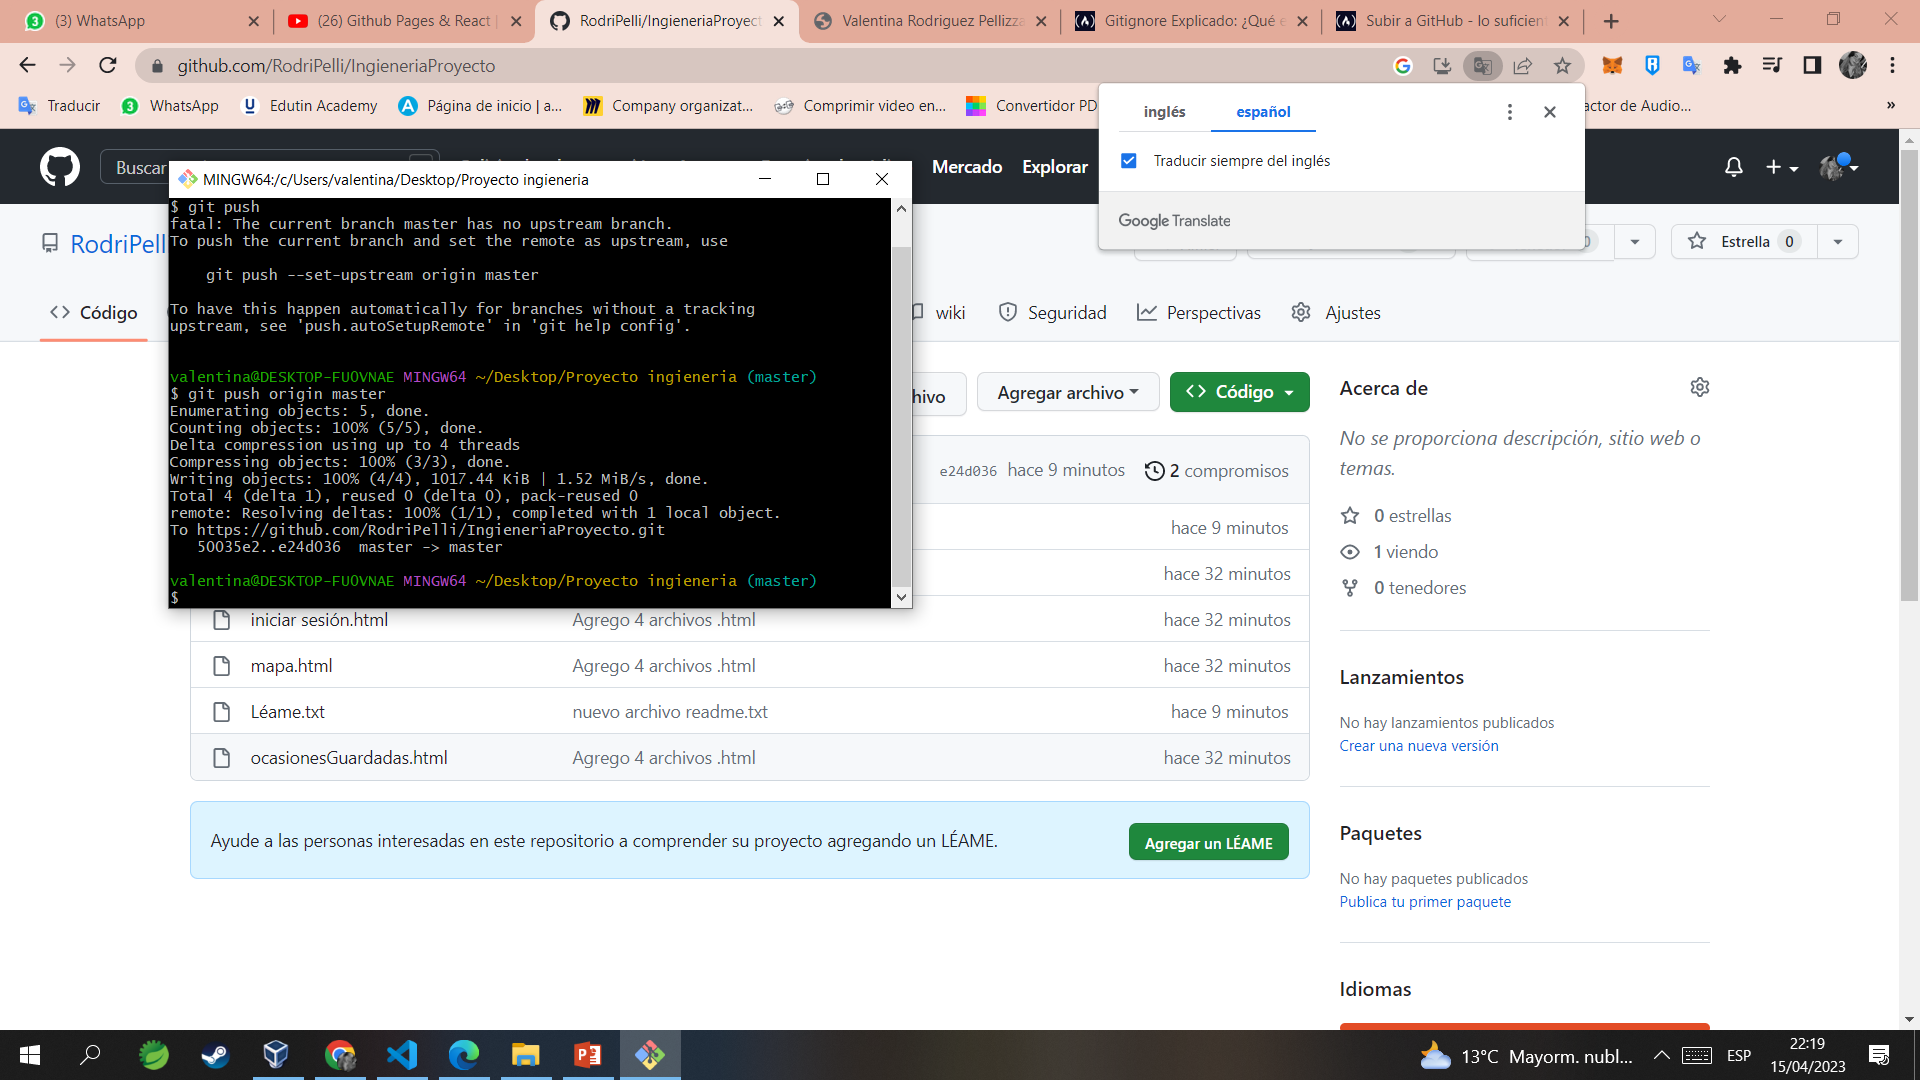 (3) WhatsApp
(26) Github Pages & React |
RodriPelli/IngieneriaProyect
Valentina Rodriguez Pellizza
Gitignore Explicado: ¿Qué e
Subir a GitHub - lo suficien
github.com/RodriPelli/IngieneriaProyecto
Traducir
WhatsApp
Edutin Academy
Página de inicio | a...
Company organizat...
Comprimir video en...
Convertidor PD
actor de Audio...
»
inglés
español
Traducir siempre del inglés
Google Translate
Buscar
Mercado
Explorar
MINGW64:/c/Users/valentina/Desktop/Proyecto ingieneria
$ git push
fatal: The current branch master has no upstream branch.
To push the current branch and set the remote as upstream, use
git push --set-upstream origin master
To have this happen automatically for branches without a tracking
upstream, see 'push.autoSetupRemote' in 'git help config'.
valentina@DESKTOP-FUOVNAE MINGW64 ~/Desktop/Proyecto ingieneria (master)
$ git push origin master
Enumerating objects: 5, done.
Counting objects: 100% (5/5), done.
Delta compression using up to 4 threads
Compressing objects: 100% (3/3), done.
Writing objects: 100% (4/4), 1017.44 KiB | 1.52 MiB/s, done.
Total 4 (delta 1), reused 0 (delta 0), pack-reused 0
remote: Resolving deltas: 100% (1/1), completed with 1 local object.
To https://github.com/RodriPelli/IngieneriaProyecto.git
50035e2..e24d036  master -> master
valentina@DESKTOP-FUOVNAE MINGW64 ~/Desktop/Proyecto ingieneria (master)
$
RodriPell
0
Estrella 0
Código
wiki
Seguridad
Perspectivas
Ajustes
hivo
Agregar archivo
Código
e24d036 hace 9 minutos 2 compromisos
hace 9 minutos
hace 32 minutos
iniciar sesión.html Agrego 4 archivos .html hace 32 minutos
mapa.html Agrego 4 archivos .html hace 32 minutos
Léame.txt nuevo archivo readme.txt hace 9 minutos
ocasionesGuardadas.html Agrego 4 archivos .html hace 32 minutos
Ayude a las personas interesadas en este repositorio a comprender su proyecto agregando un LÉAME.
Agregar un LÉAME
Acerca de
No se proporciona descripción, sitio web o
temas.
0 estrellas
1 viendo
0 tenedores
Lanzamientos
No hay lanzamientos publicados
Crear una nueva versión
Paquetes
No hay paquetes publicados
Publica tu primer paquete
Idiomas
13°C Mayorm. nubl...
ESP
22:19
15/04/2023